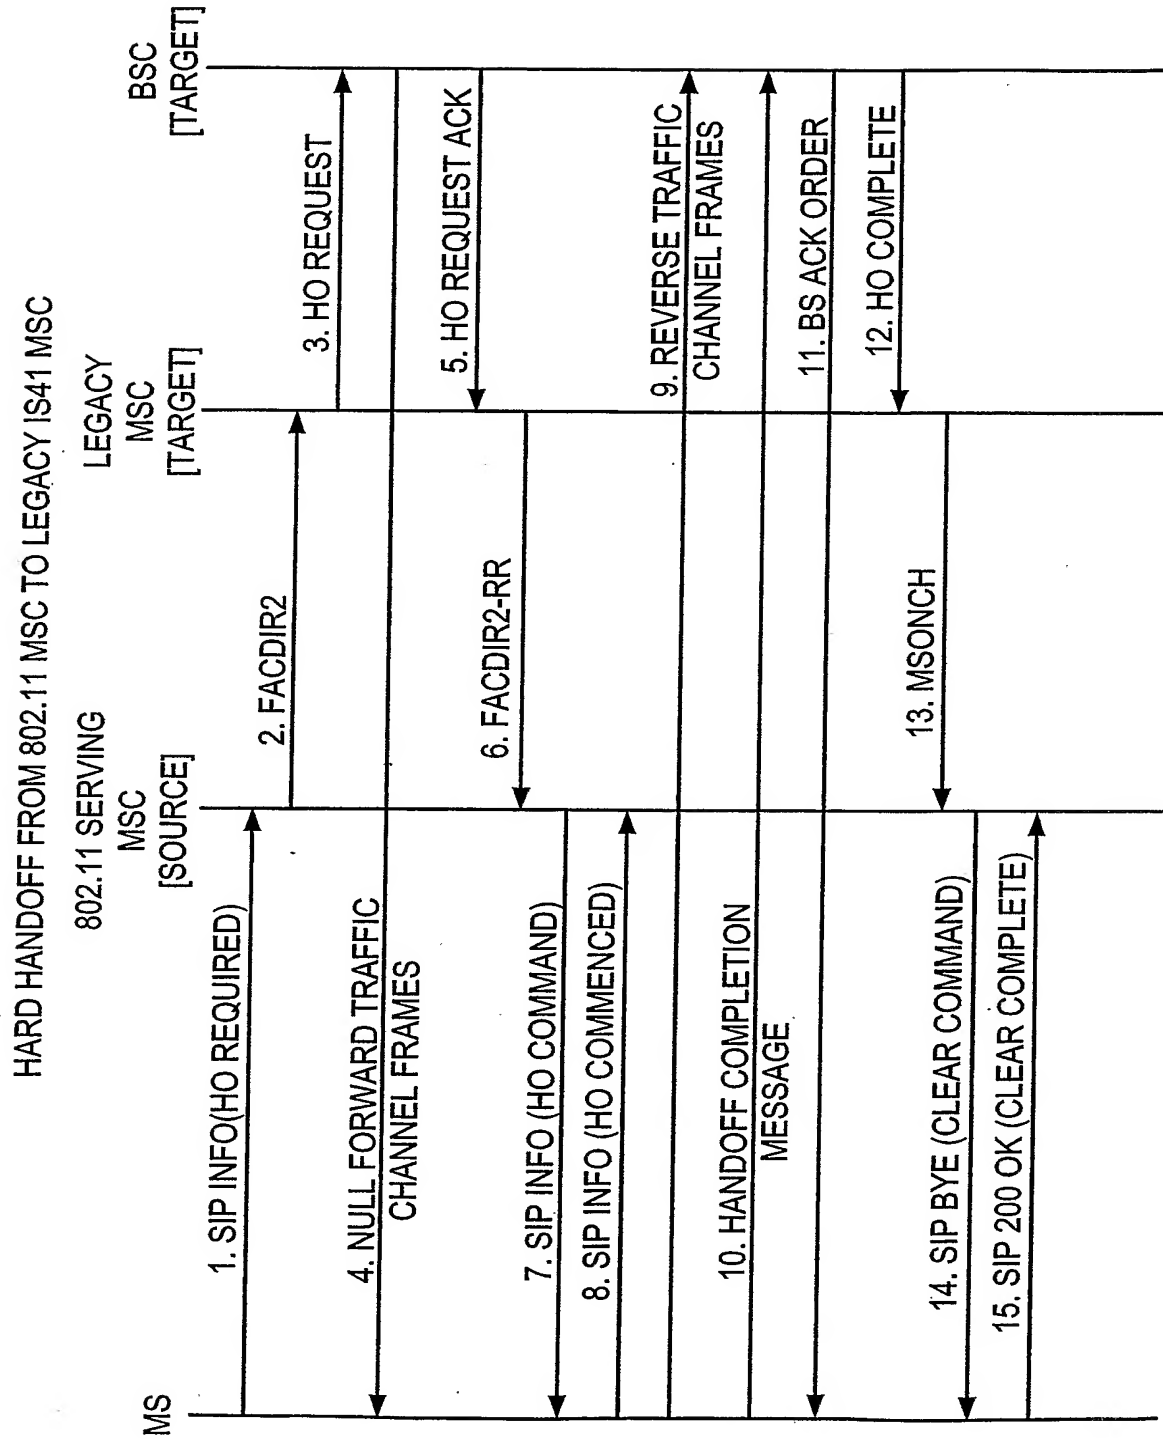 HARD HANDOFF FROM 802.11 MSC TO LEGACY IS41 MSC
MS
802.11 SERVING
MSC
[SOURCE]
LEGACY
MSC
[TARGET]
BSC
[TARGET]
1. SIP INFO(HO REQUIRED)
2. FACDIR2
3. HO REQUEST
4. NULL FORWARD TRAFFIC
CHANNEL FRAMES
5. HO REQUEST ACK
6. FACDIR2-RR
7. SIP INFO (HO COMMAND)
8. SIP INFO (HO COMMENCED)
9. REVERSE TRAFFIC
CHANNEL FRAMES
10. HANDOFF COMPLETION
MESSAGE
11. BS ACK ORDER
12. HO COMPLETE
13. MSONCH
14. SIP BYE (CLEAR COMMAND)
15. SIP 200 OK (CLEAR COMPLETE)